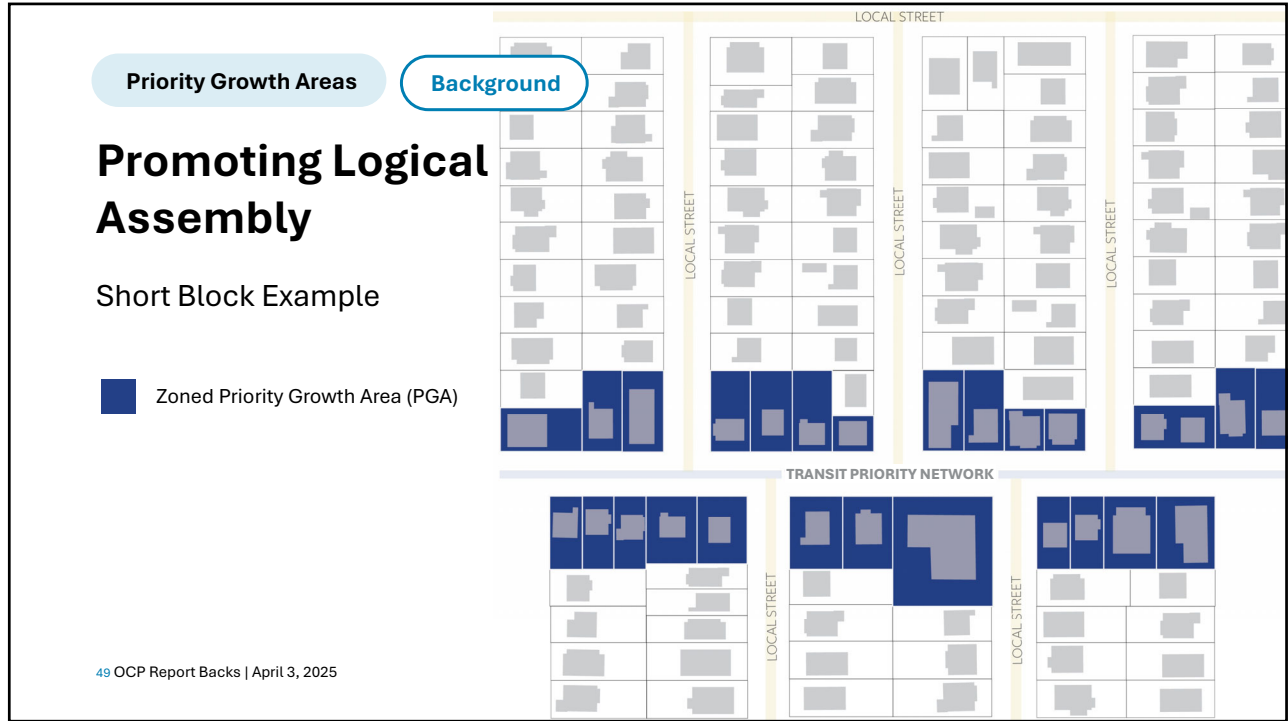 LOCAL STREET
Priority Growth Areas
Background
Promoting Logical
Assembly
Short Block Example
Zoned Priority Growth Area (PGA)
LOCAL STREET
LOCAL STREET
LOCAL STREET
TRANSIT PRIORITY NETWORK
LOCAL STREET
LOCAL STREET
49 OCP Report Backs | April 3, 2025